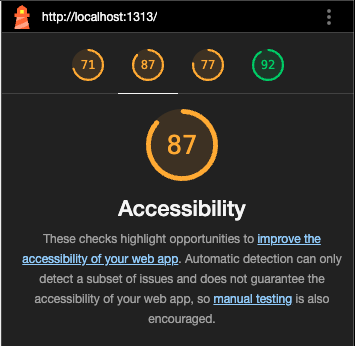 http://localhost:1313/
71 87 77 92
87
Accessibility
These checks highlight opportunities to improve the
accessibility of your web app. Automatic detection can only
detect a subset of issues and does not guarantee the
accessibility of your web app, so manual testing is also
encouraged.